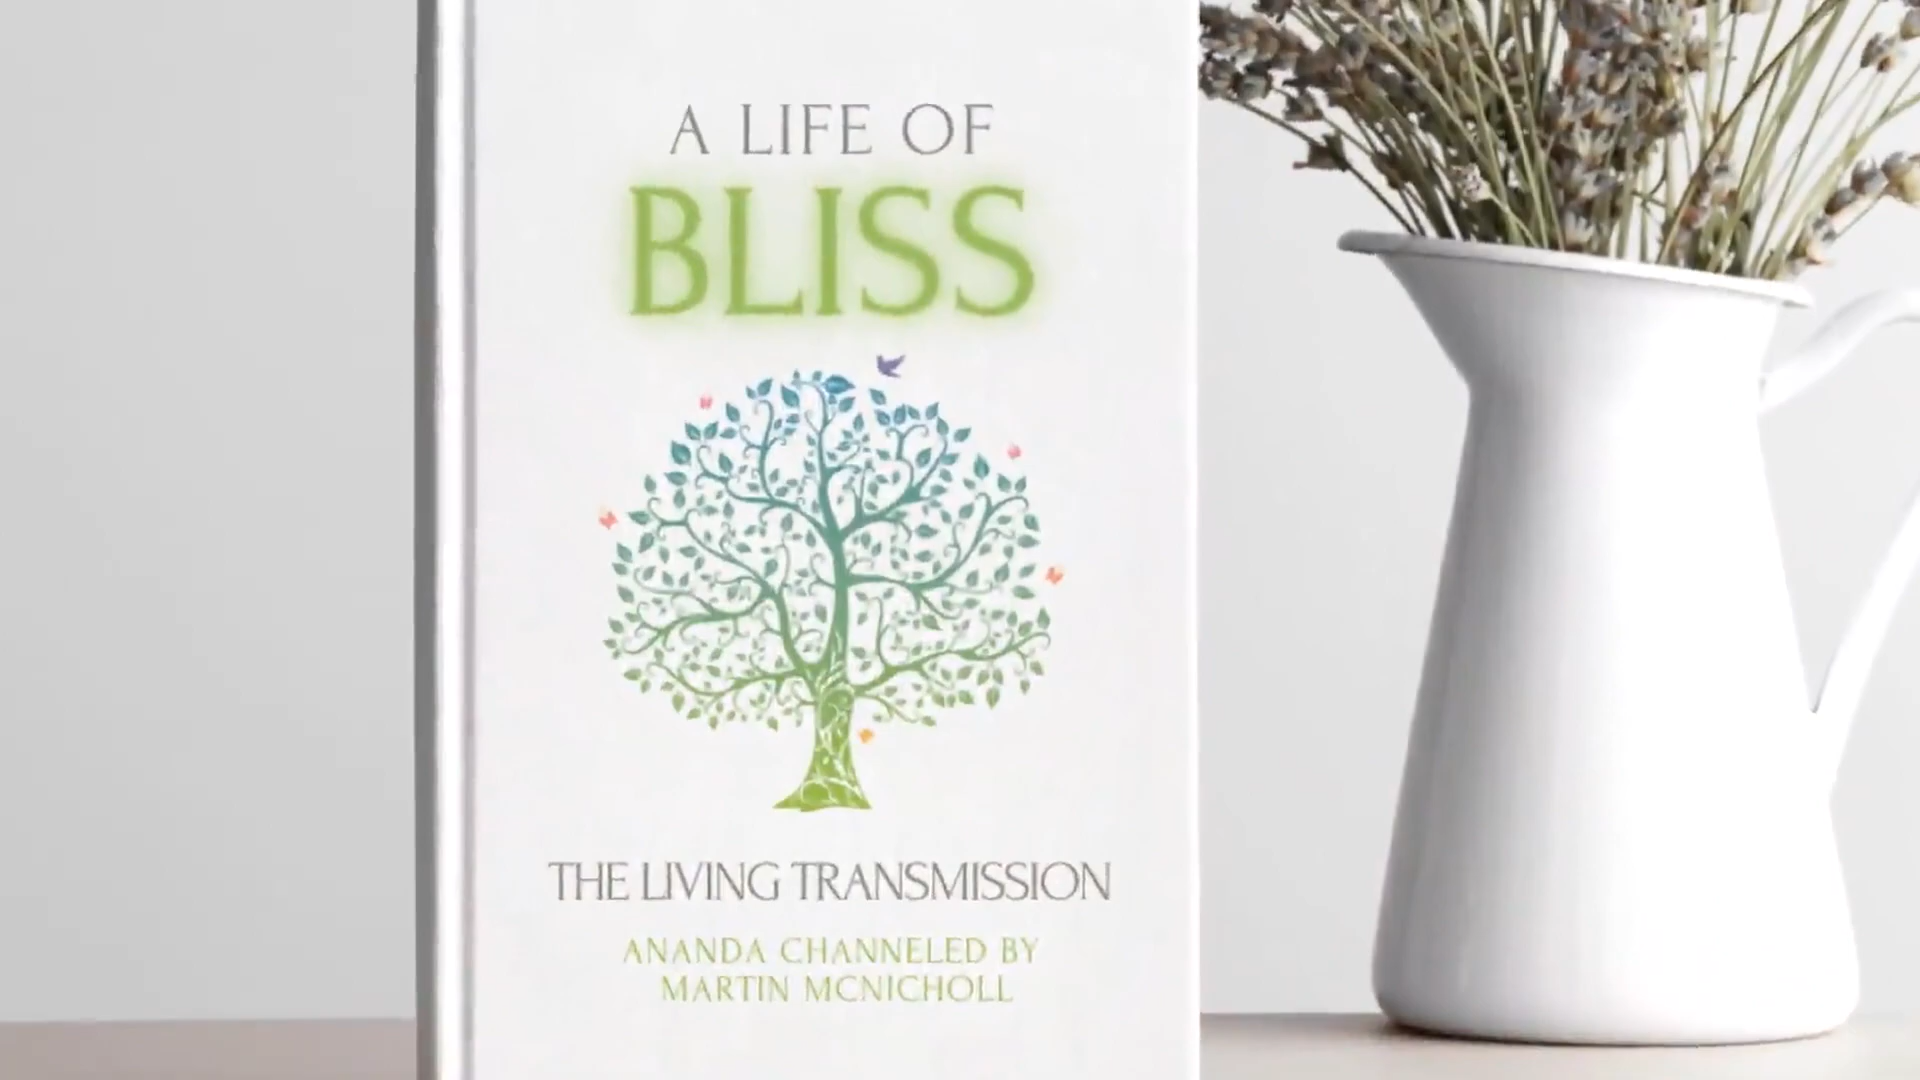 A LIFE OF
BLISS
THE LIVING TRANSMISSION
ANANDA CHANNELED BY
MARTIN MCNICHOLL